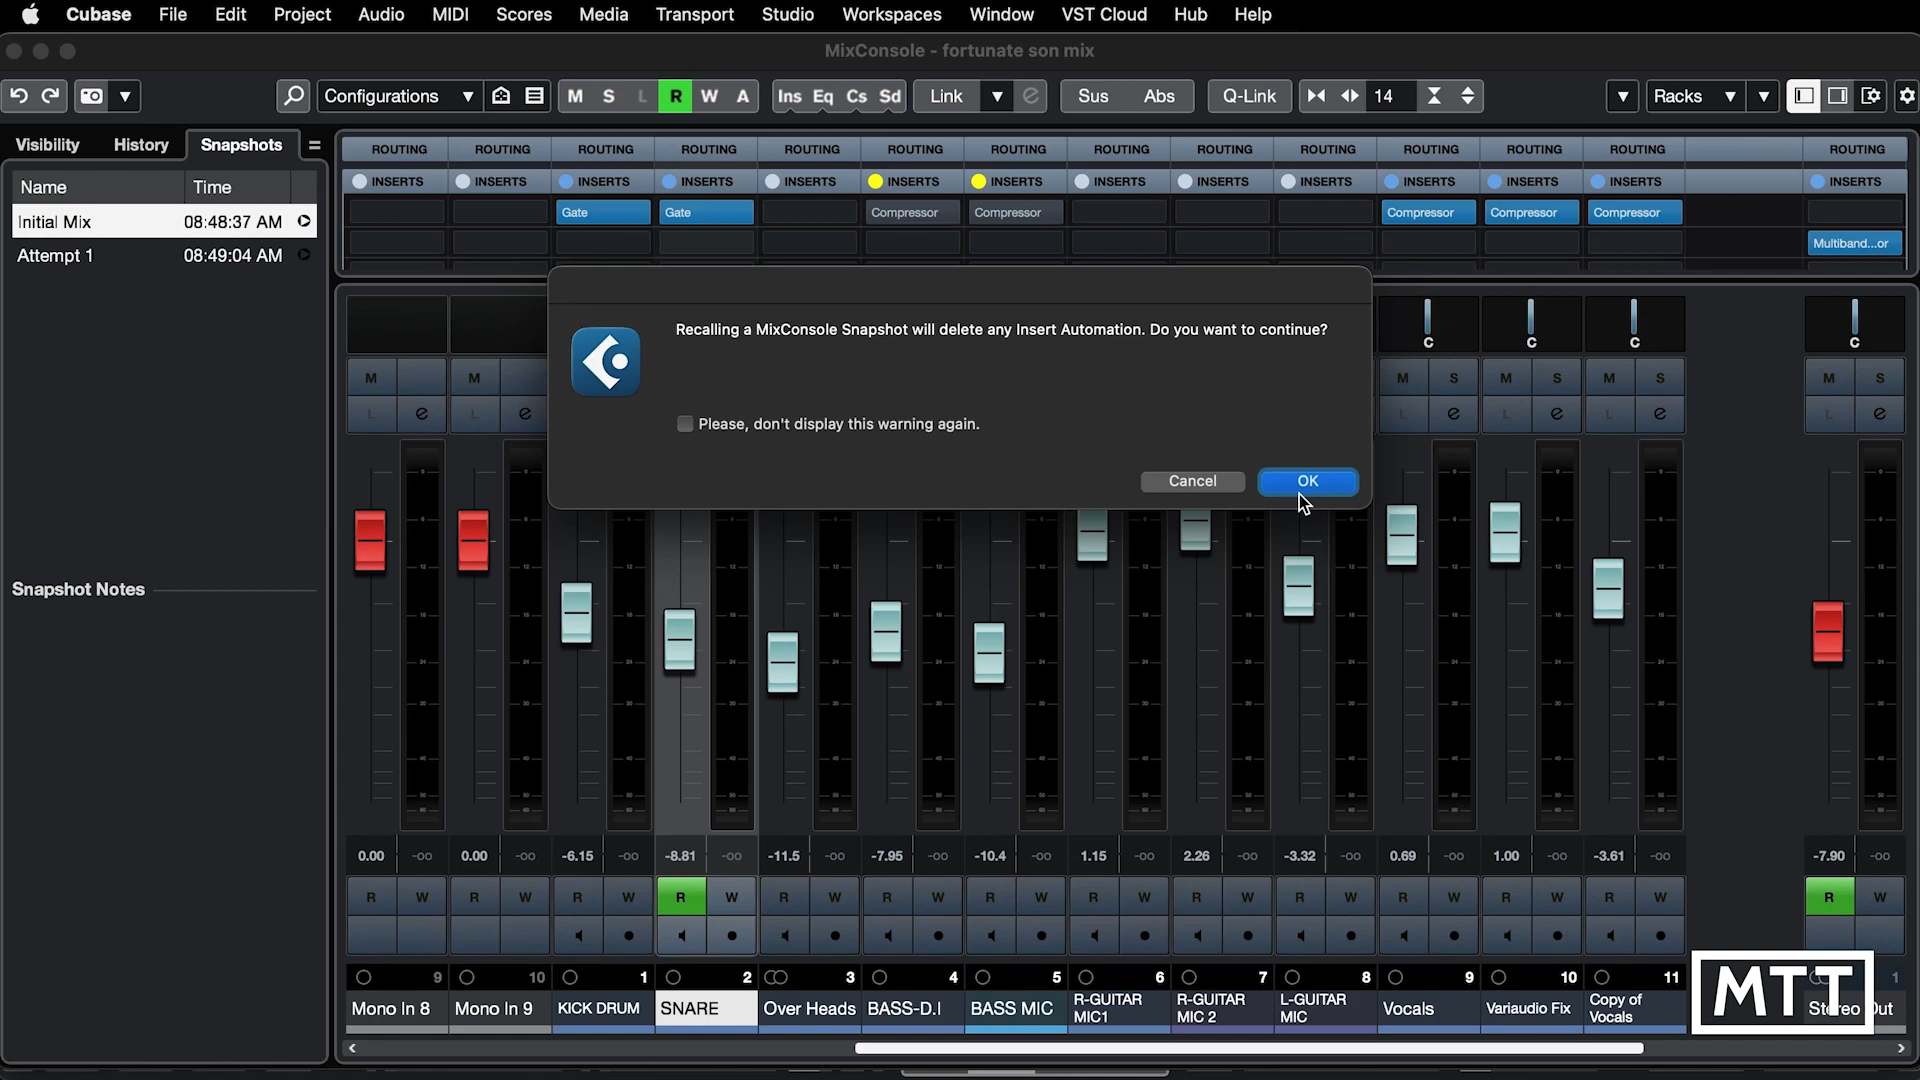 Cubase File Edit Project Audio MIDI Scores Media Transport Studio Workspaces Window VST Cloud Hub Help
MixConsole - fortunate son mix
Configurations M S L R W A Ins Eq Cs Sd Link e Sus Abs Q-Link 14 Racks
Visibility History Snapshots
Name Time
Initial Mix 08:48:37 AM
Attempt 1 08:49:04 AM
Snapshot Notes
ROUTING ROUTING ROUTING ROUTING ROUTING ROUTING ROUTING ROUTING ROUTING ROUTING ROUTING ROUTING ROUTING ROUTING
INSERTS INSERTS INSERTS INSERTS INSERTS INSERTS INSERTS INSERTS INSERTS INSERTS INSERTS INSERTS INSERTS INSERTS
Gate Gate Compressor Compressor Compressor Compressor Compressor
Multiband...or
Recalling a MixConsole Snapshot will delete any Insert Automation. Do you want to continue?
Please, don't display this warning again.
Cancel OK
C C C C
M M M S M S M S M S
L e L e L e L e L e L e
0.00 -oo 0.00 -oo -6.15 -oo -8.81 -oo -11.5 -oo -7.95 -oo -10.4 -oo 1.15 -oo 2.26 -oo -3.32 -oo 0.69 -oo 1.00 -oo -3.61 -oo -7.90 -oo
R W R W R W R W R W R W R W R W R W R W R W R W R W R W
9 10 1 2 3 4 5 6 7 8 9 10 11 1
Mono In 8 Mono In 9 KICK DRUM SNARE Over Heads BASS-D.I BASS MIC R-GUITAR MIC1 R-GUITAR MIC 2 L-GUITAR MIC Vocals Variaudio Fix Copy of Vocals Stereo Out
MTT